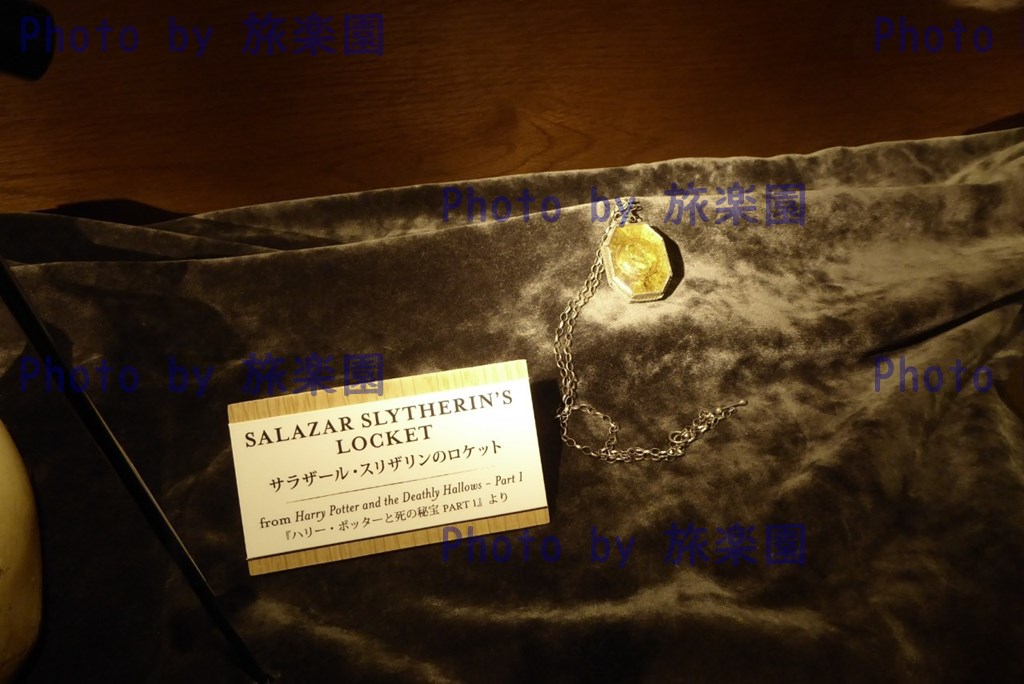 Photo by 旅楽園
Photo
Photo by 旅楽園
Photo by 旅楽園
Photo
SALAZAR SLYTHERIN'S
LOCKET
サラザール・スリザリンのロケット
from Harry Potter and the Deathly Hallows – Part 1
『ハリー・ポッターと死の秘宝 PART 1』より
Photo by 旅楽園